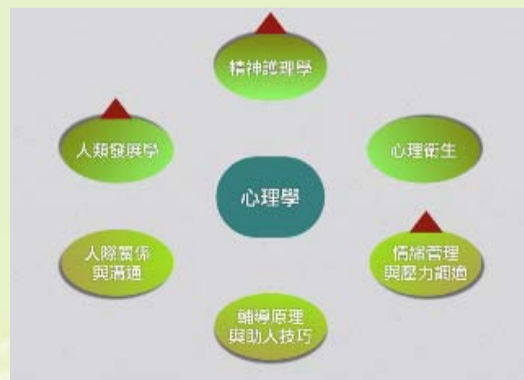 精神護理學
人類發展學
心理衛生
心理學
人際關係
與溝通
情緒管理
與壓力調適
輔導原理
與助人技巧